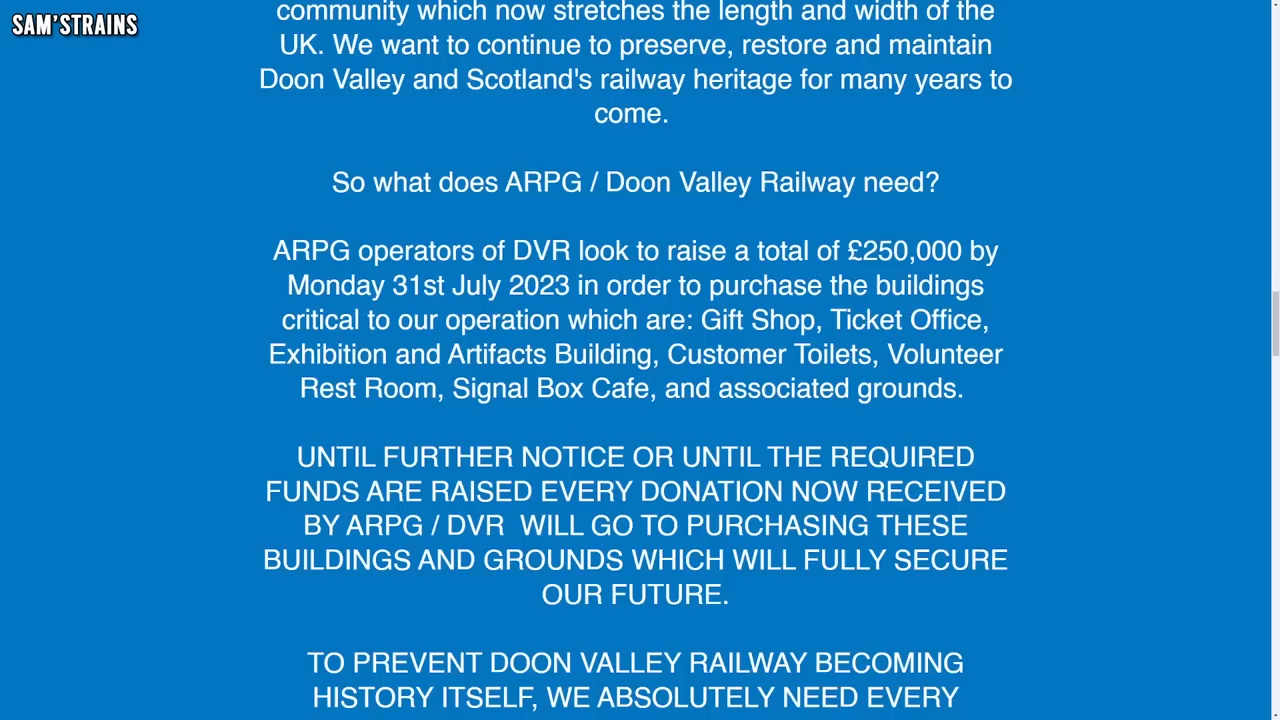 SAM'STRAINS
community which now stretches the length and width of the
UK. We want to continue to preserve, restore and maintain
Doon Valley and Scotland's railway heritage for many years to
come.
So what does ARPG / Doon Valley Railway need?
ARPG operators of DVR look to raise a total of £250,000 by
Monday 31st July 2023 in order to purchase the buildings
critical to our operation which are: Gift Shop, Ticket Office,
Exhibition and Artifacts Building, Customer Toilets, Volunteer
Rest Room, Signal Box Cafe, and associated grounds.
UNTIL FURTHER NOTICE OR UNTIL THE REQUIRED
FUNDS ARE RAISED EVERY DONATION NOW RECEIVED
BY ARPG / DVR  WILL GO TO PURCHASING THESE
BUILDINGS AND GROUNDS WHICH WILL FULLY SECURE
OUR FUTURE.
TO PREVENT DOON VALLEY RAILWAY BECOMING
HISTORY ITSELF, WE ABSOLUTELY NEED EVERY